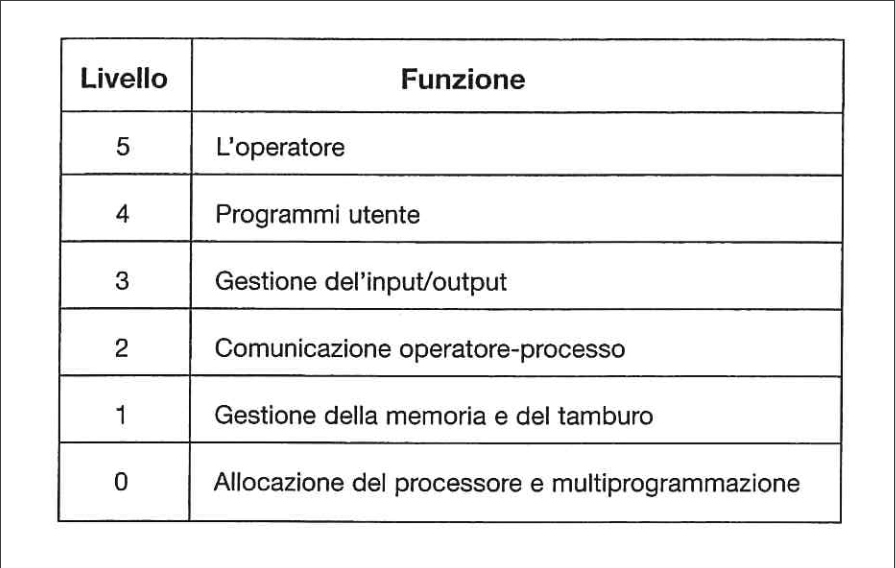 Livello Funzione
5 L'operatore
4 Programmi utente
3 Gestione del'input/output
2 Comunicazione operatore-processo
1 Gestione della memoria e del tamburo
0 Allocazione del processore e multiprogrammazione